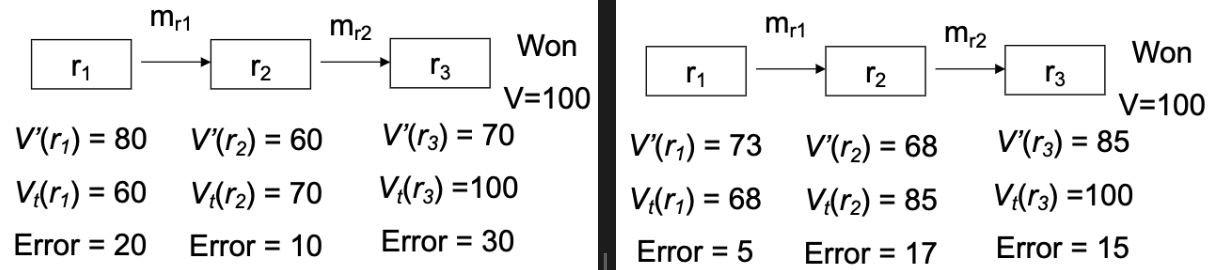 m_r1
m_r2
r_1
r_2
r_3
Won
V=100
V'(r_1) = 80 V'(r_2) = 60 V'(r_3) = 70
V_t(r_1) = 60 V_t(r_2) = 70 V_t(r_3) =100
Error = 20 Error = 10 Error = 30
m_r1
m_r2
r_1
r_2
r_3
Won
V=100
V'(r_1) = 73 V'(r_2) = 68 V'(r_3) = 85
V_t(r_1) = 68 V_t(r_2) = 85 V_t(r_3) =100
Error = 5 Error = 17 Error = 15